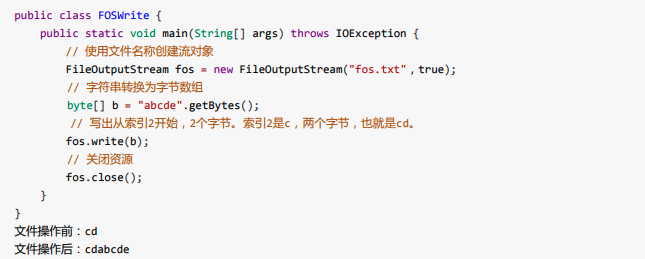 public class FOSWrite {
    public static void main(String[] args) throws IOException {
        // 使用文件名称创建流对象
        FileOutputStream fos = new FileOutputStream("fos.txt"，true);
        // 字符串转换为字节数组
        byte[] b = "abcde".getBytes();
        // 写出从索引2开始，2个字节。索引2是c，两个字节，也就是cd。
        fos.write(b);
        // 关闭资源
        fos.close();
    }
}
文件操作前：cd
文件操作后：cdabcde